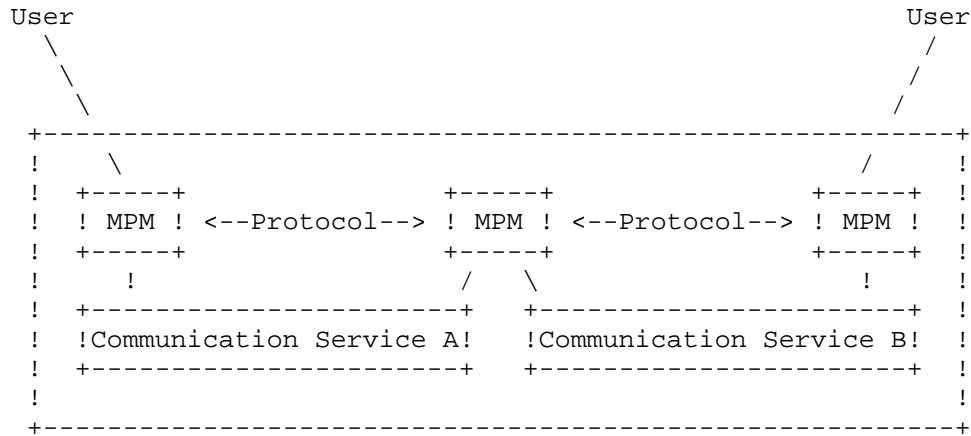 User User
! MPM ! <--Protocol--> ! MPM ! <--Protocol--> ! MPM !
!Communication Service A! !Communication Service B!